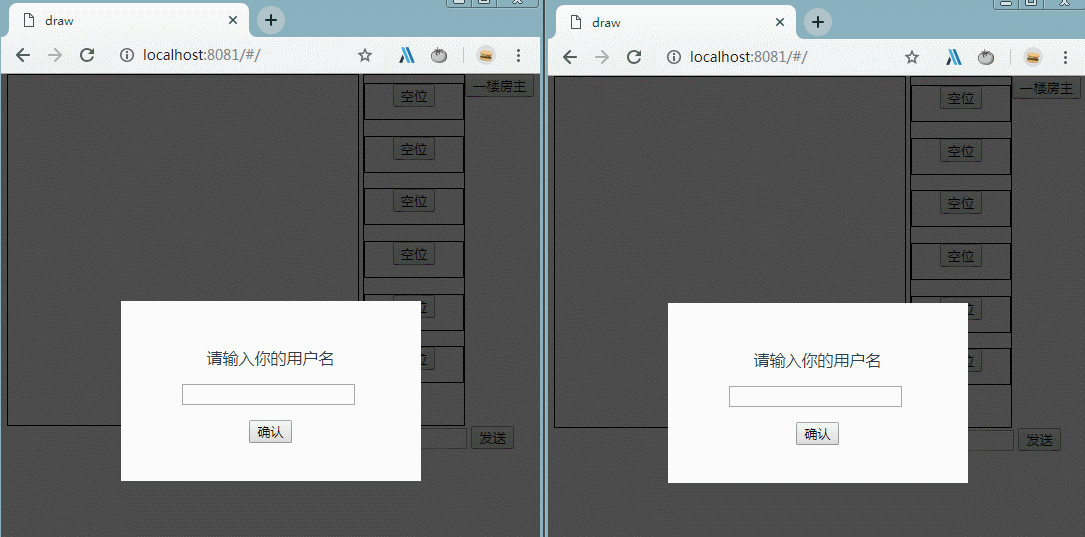 draw
localhost:8081/#/
空位
一楼房主
空位
空位
空位
位
位
请输入你的用户名
确认
发送
draw
localhost:8081/#/
空位
一楼房主
空位
空位
空位
位
位
请输入你的用户名
确认
发送